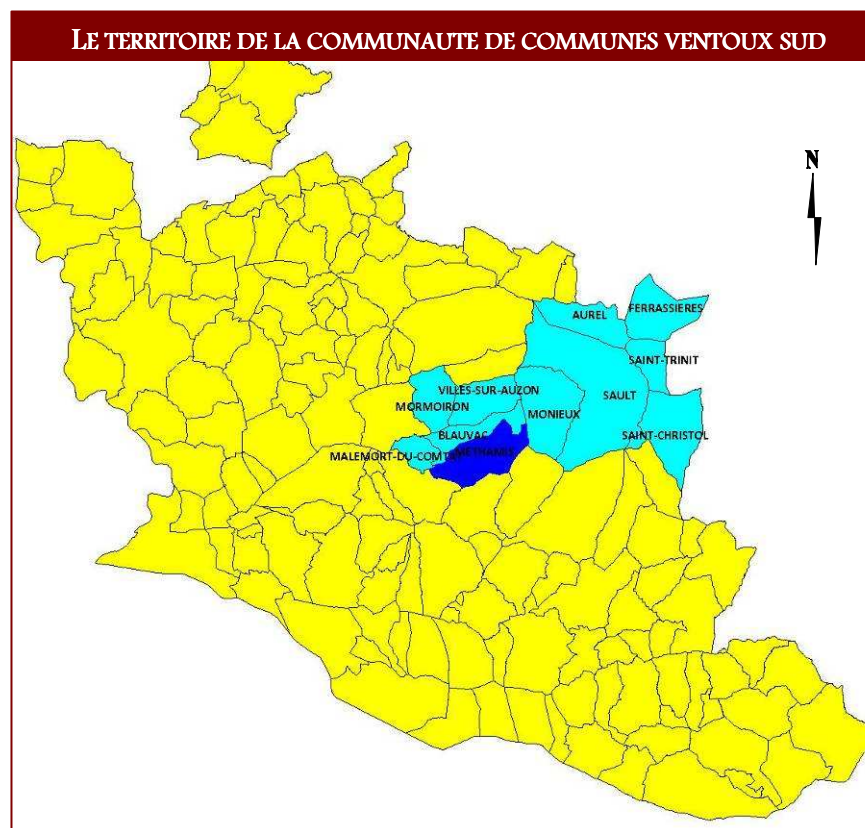 LE TERRITOIRE DE LA COMMUNAUTE DE COMMUNES VENTOUX SUD
N
FERRASSIERES
AUREL
SAINT-TRINIT
VILLES-SUR-AUZON
SAULT
MORMOIRON
MONIEUX
BLAUVAC
SAINT-CHRISTOL
METHAMIS
MALEMORT-DU-COMTAT